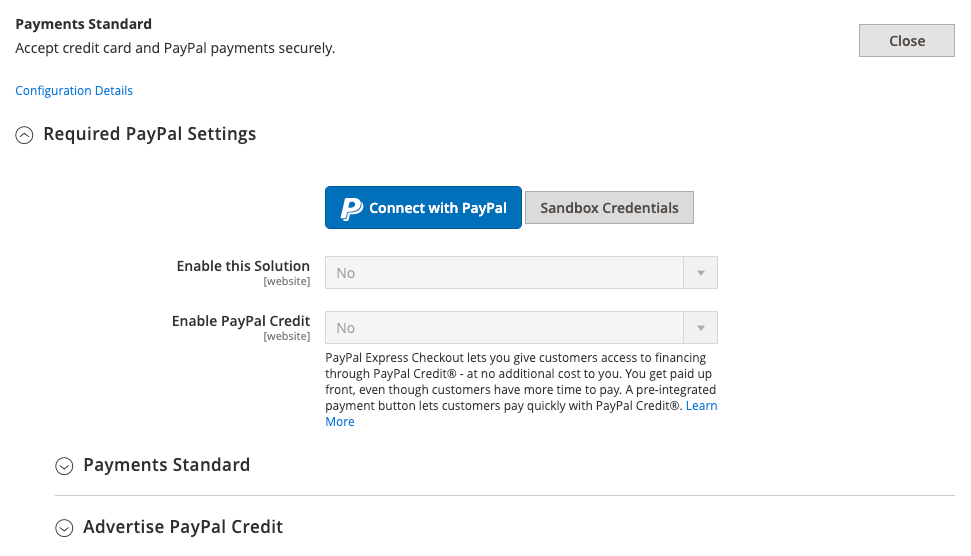 Payments Standard
Accept credit card and PayPal payments securely.
Close
Configuration Details
Required PayPal Settings
Connect with PayPal
Sandbox Credentials
Enable this Solution
[website]
No
Enable PayPal Credit
[website]
No
PayPal Express Checkout lets you give customers access to financing
through PayPal Credit® - at no additional cost to you. You get paid up
front, even though customers have more time to pay. A pre-integrated
payment button lets customers pay quickly with PayPal Credit®. Learn
More
Payments Standard
Advertise PayPal Credit